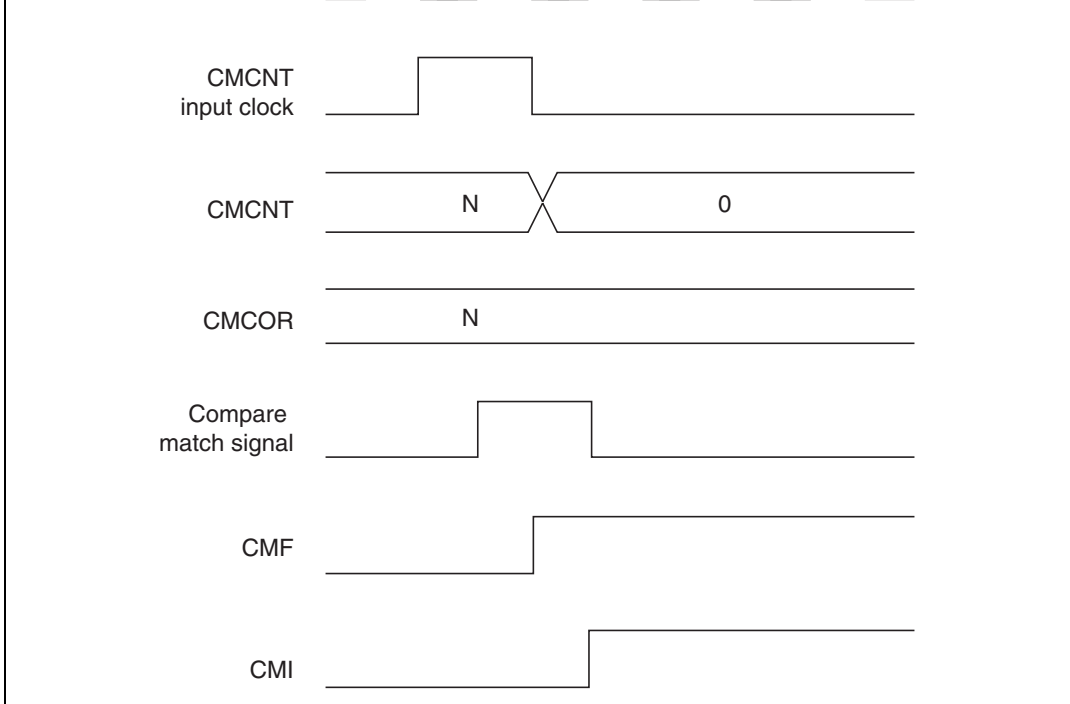 CMCNT
input clock
CMCNT
N
0
CMCOR
N
Compare
match signal
CMF
CMI